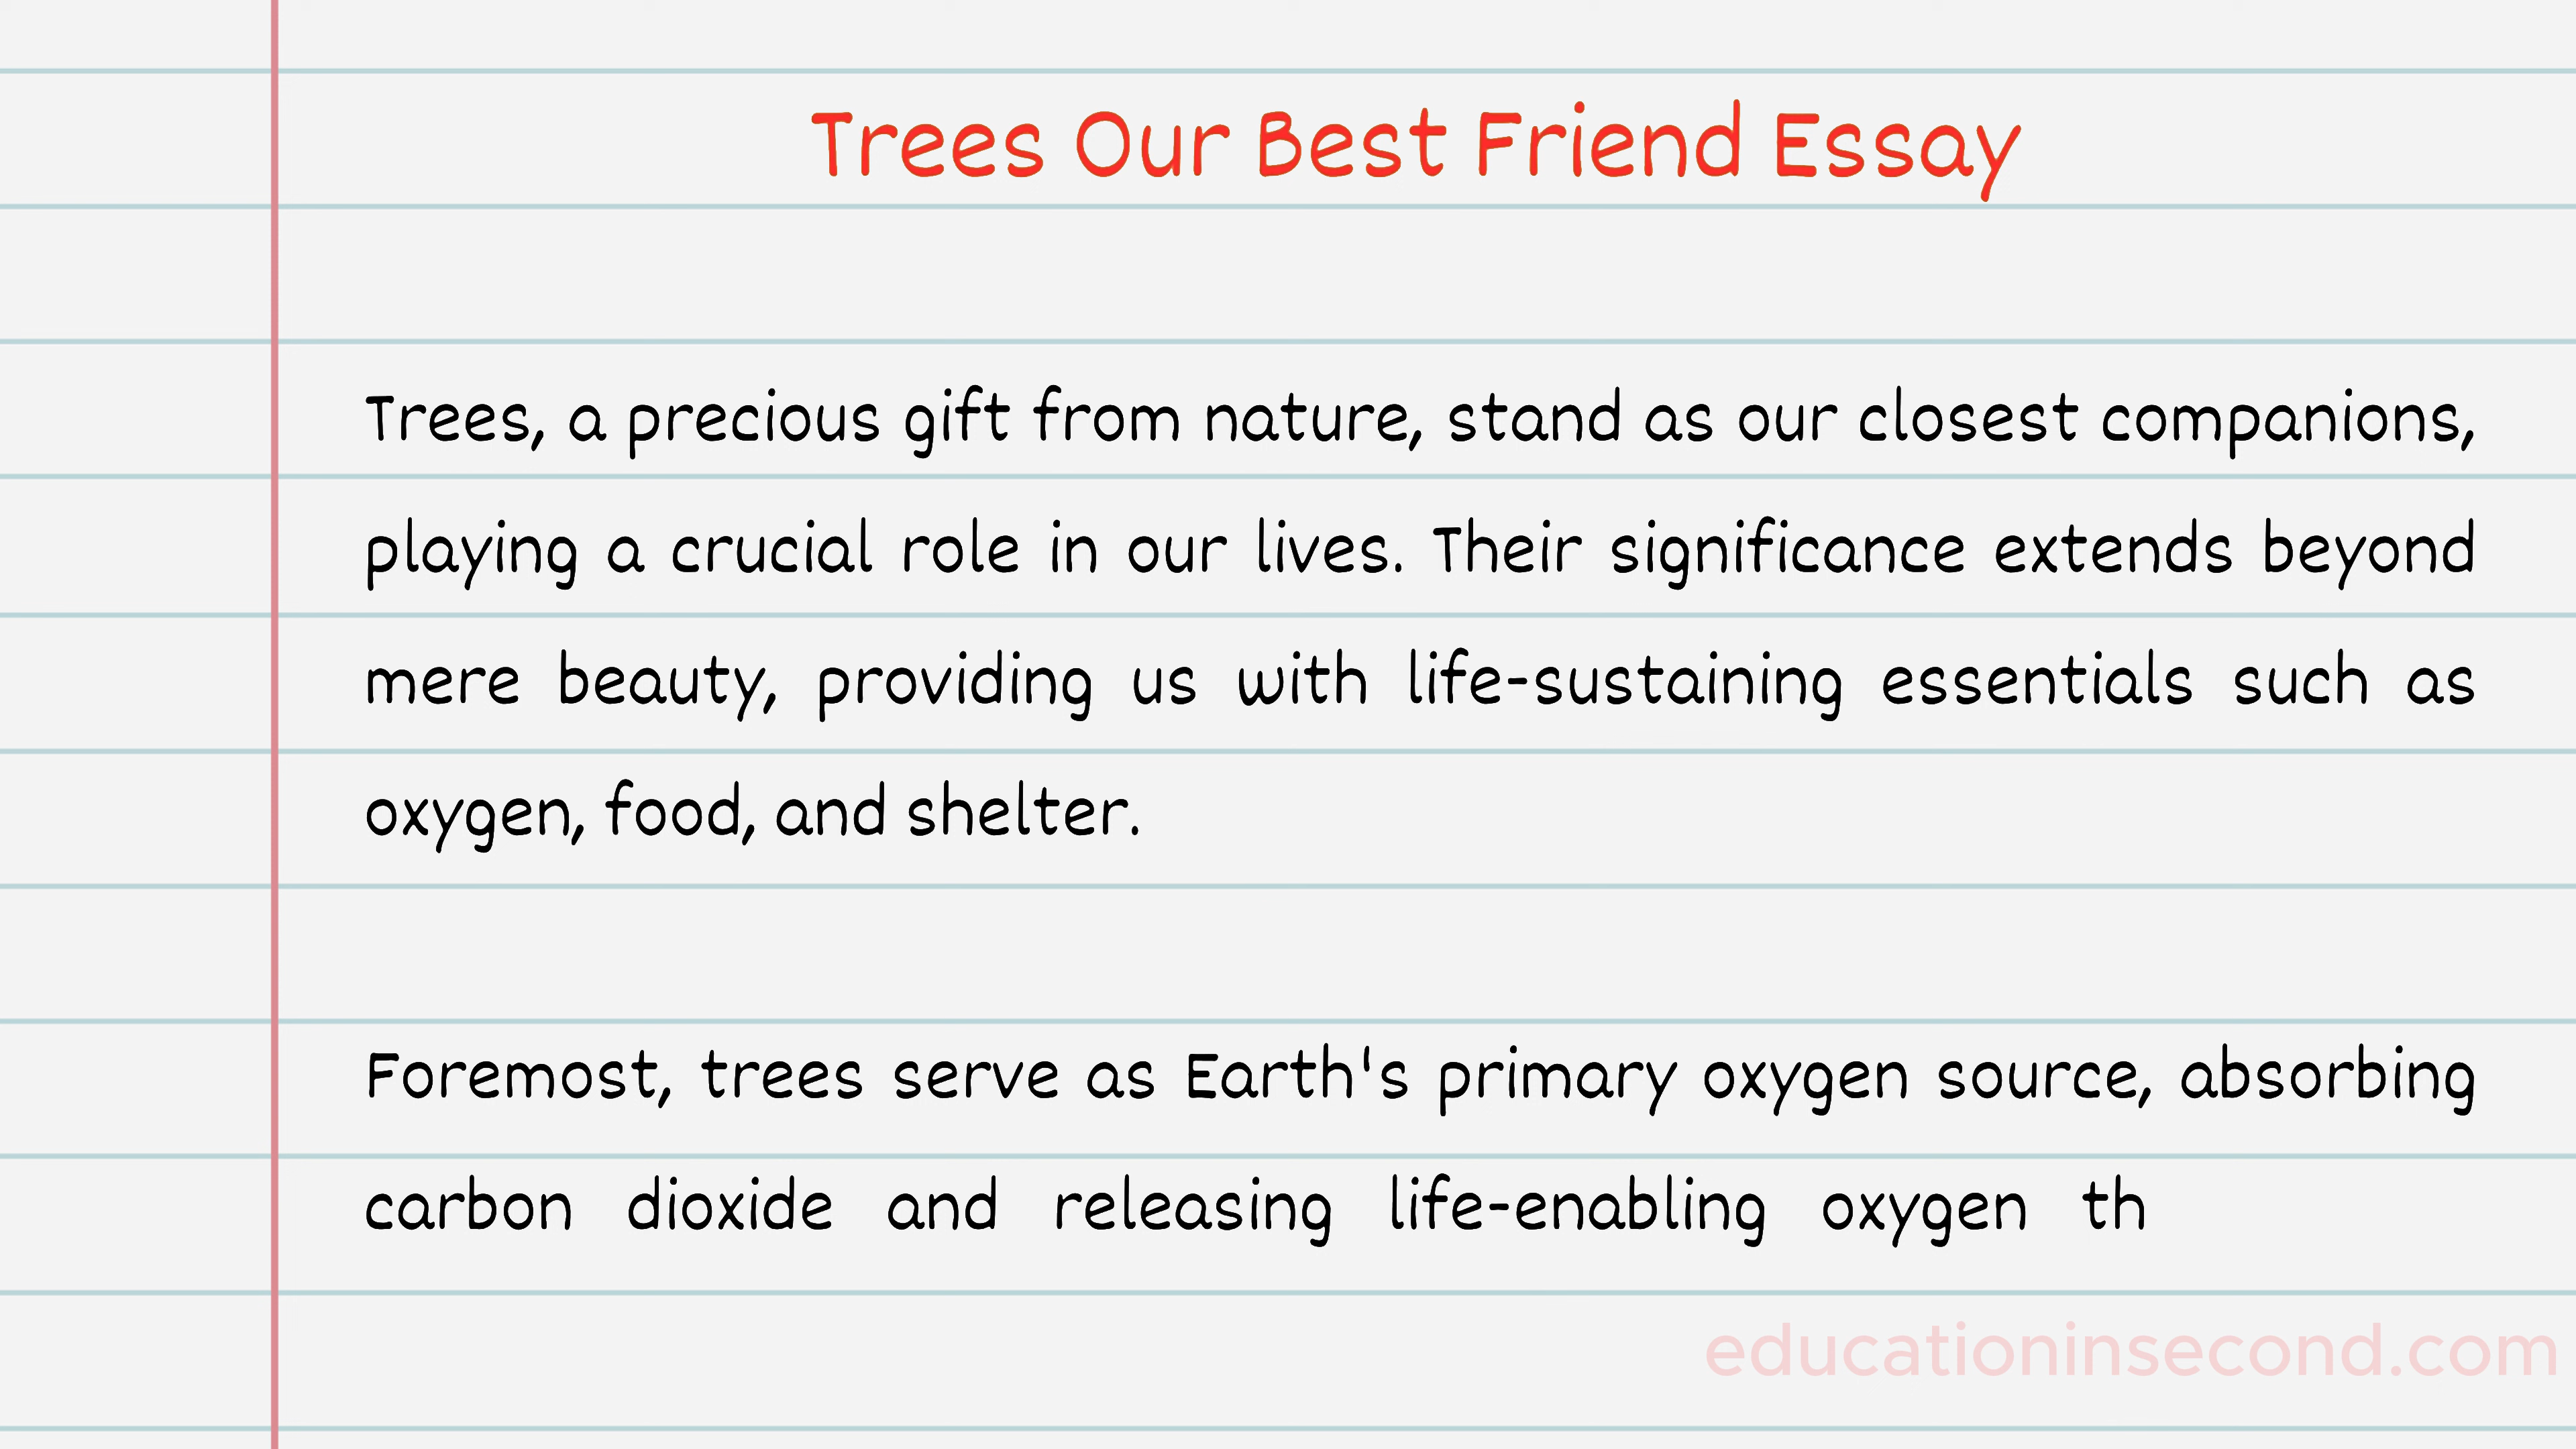 Trees Our Best Friend Essay
Trees, a precious gift from nature, stand as our closest companions,
playing a crucial role in our lives. Their significance extends beyond
mere beauty, providing us with life-sustaining essentials such as
oxygen, food, and shelter.
Foremost, trees serve as Earth's primary oxygen source, absorbing
carbon dioxide and releasing life-enabling oxygen th
educationinsecond.com